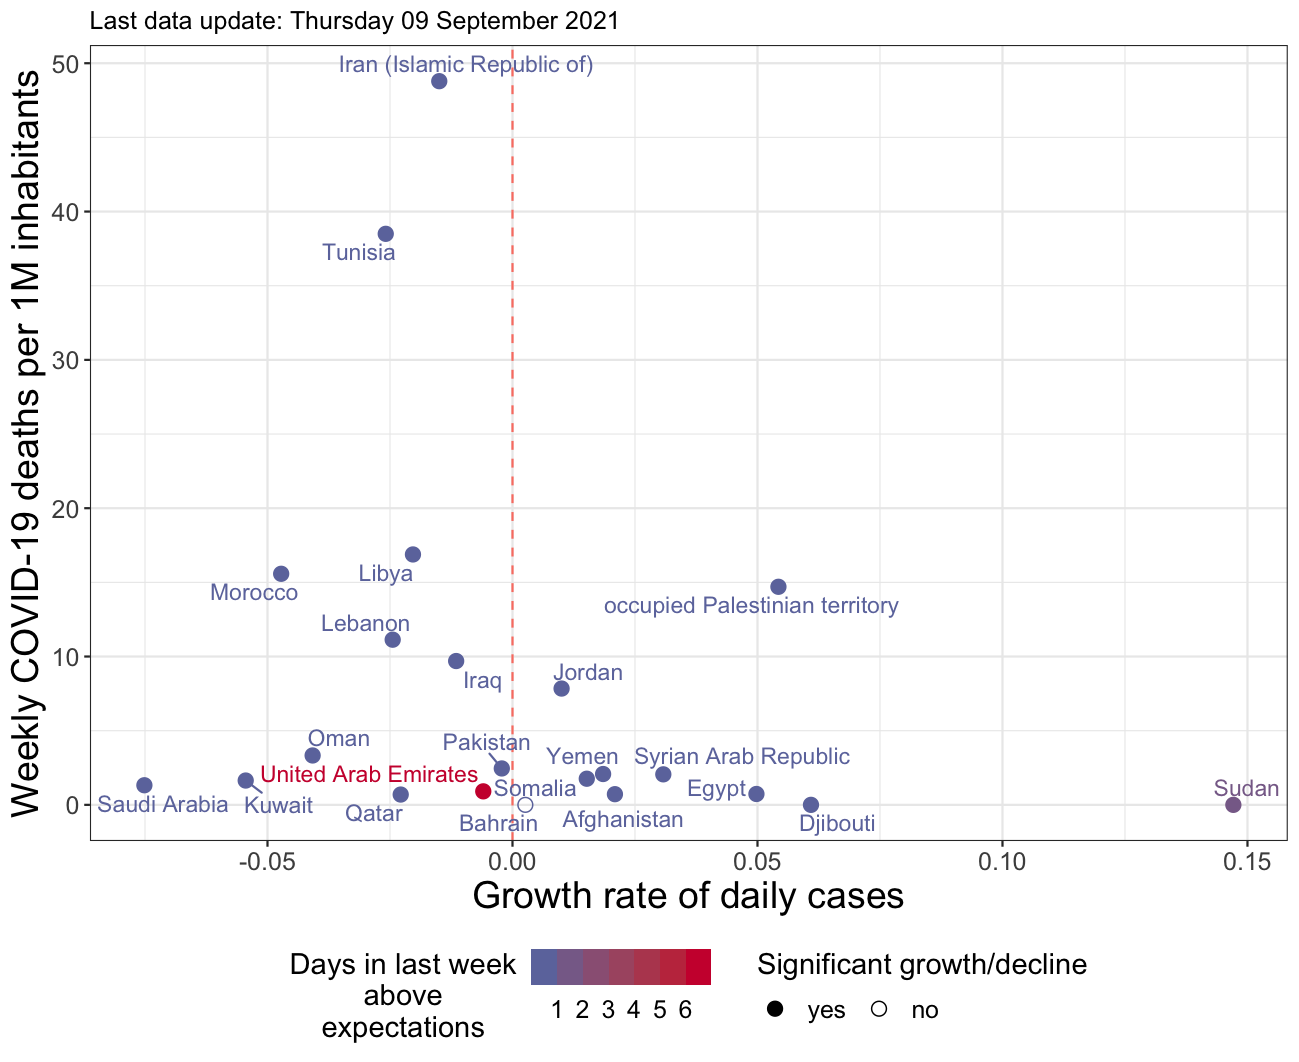 Last data update: Thursday 09 September 2021
Weekly COVID-19 deaths per 1M inhabitants
50
40
30
20
10
0
Iran (Islamic Republic of)
Tunisia
Libya
Morocco
occupied Palestinian territory
Lebanon
Iraq
Jordan
Oman
Pakistan
Yemen
Syrian Arab Republic
United Arab Emirates
Somalia
Egypt
Sudan
Saudi Arabia
Kuwait
Qatar
Bahrain
Afghanistan
Djibouti
-0.05
0.00
0.05
0.10
0.15
Growth rate of daily cases
Days in last week
above
expectations
1 2 3 4 5 6
Significant growth/decline
yes
no